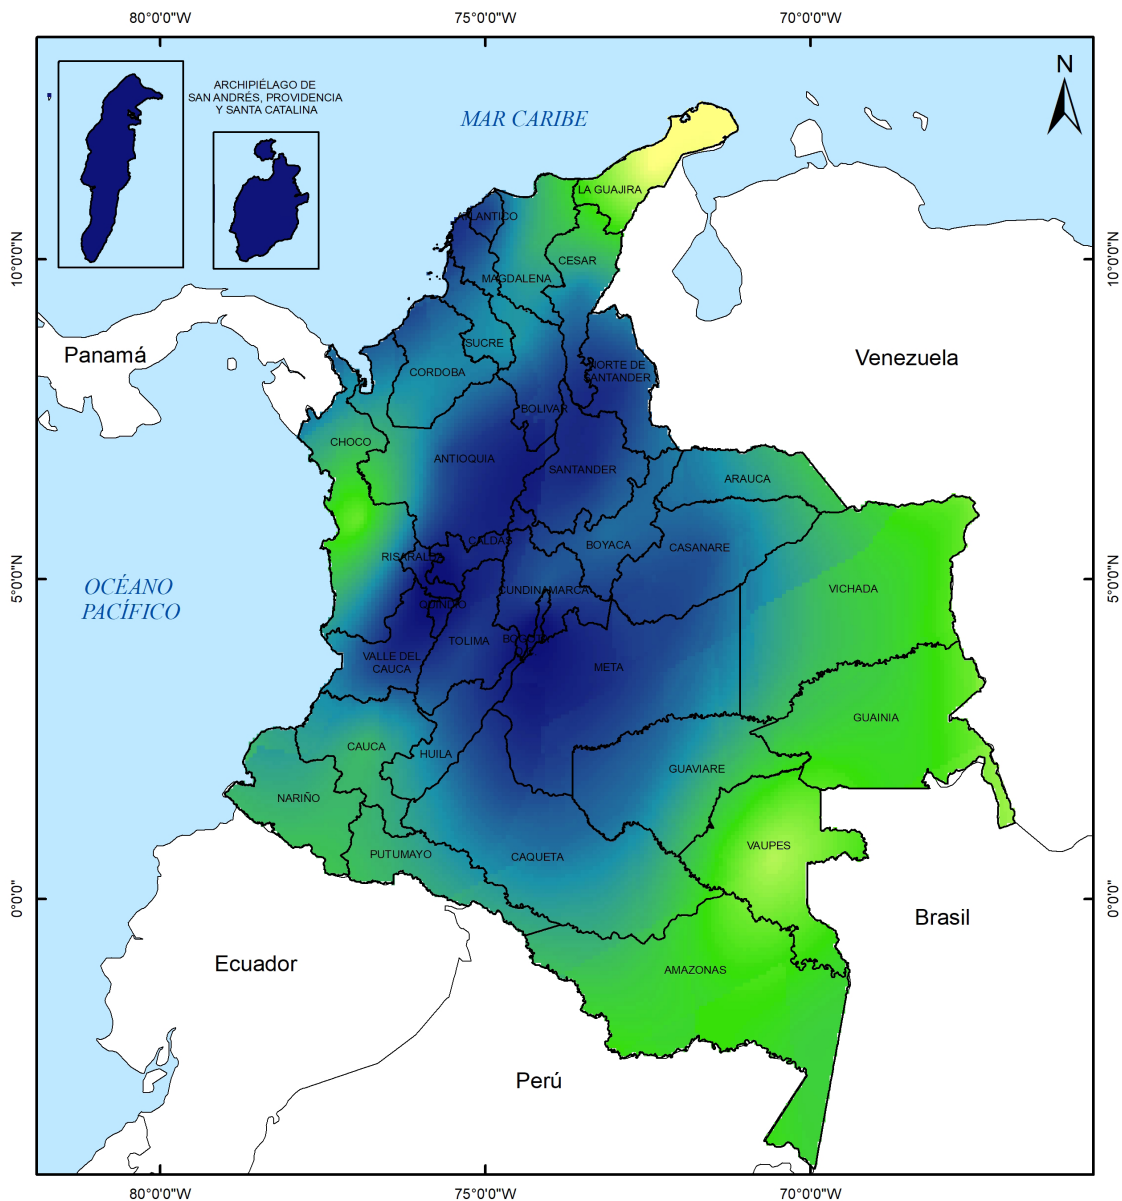 80°0'0"W
75°0'0"W
70°0'0"W
N
ARCHIPIÉLAGO DE
SAN ANDRÉS, PROVIDENCIA
Y SANTA CATALINA
MAR CARIBE
LA GUAJIRA
ATLANTICO
10°0'0"N
10°0'0"N
CESAR
MAGDALENA
Panamá
SUCRE
Venezuela
NORTE DE
SANTANDER
CORDOBA
BOLIVAR
CHOCO
ANTIOQUIA
SANTANDER
ARAUCA
CALDAS
BOYACA
CASANARE
RISARALDA
OCÉANO
PACÍFICO
5°0'0"N
5°0'0"N
CUNDINAMARCA
VICHADA
QUINDIO
TOLIMA
BOGOTA
VALLE DEL
CAUCA
META
GUAINIA
CAUCA
HUILA
GUAVIARE
NARIÑO
VAUPES
PUTUMAYO
CAQUETA
0°0'0"
0°0'0"
Brasil
Ecuador
AMAZONAS
Perú
80°0'0"W
75°0'0"W
70°0'0"W